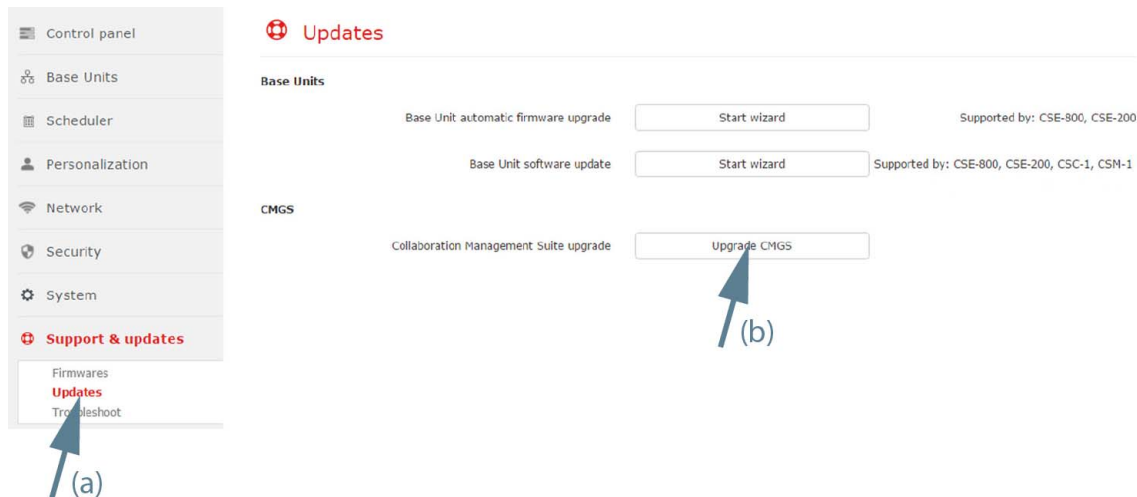 Control panel
Base Units
Scheduler
Personalization
Network
Security
System
Support & updates
Firmwares
Updates
Troubleshoot
(a)
Updates
Base Units
Base Unit automatic firmware upgrade Start wizard Supported by: CSE-800, CSE-200
Base Unit software update Start wizard Supported by: CSE-800, CSE-200, CSC-1, CSM-1
CMGS
Collaboration Management Suite upgrade Upgrade CMGS
(b)